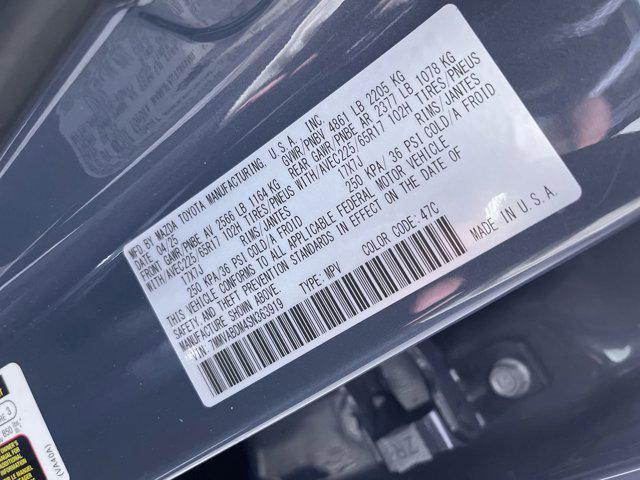 MFD BY MAZDA TOYOTA MANUFACTURING, U.S.A., INC.
DATE 04/25 GWVR/PNBV 4861 LB 2205 KG
FRONT GAWR/PNBE AV 2566 LB 1164 KG REAR GAWR/PNBE AR 2377 LB 1078 KG
WITH/AVEC225/65R17 102H TIRES/PNEUS WITH/AVEC225/65R17 102H TIRES/PNEUS
17X7J RIMS/JANTES 17X7J RIMS/JANTES
250 KPA/36 PSI COLD/A FROID 250 KPA/36 PSI COLD/A FROID
THIS VEHICLE CONFORMS TO ALL APPLICABLE FEDERAL MOTOR VEHICLE
SAFETY AND THEFT PREVENTION STANDARDS IN EFFECT ON THE DATE OF
MANUFACTURE SHOWN ABOVE.
VIN: 7MMVABDM4SN363919 TYPE: MPV COLOR CODE: 47C
MADE IN U.S.A.
(VA40A)